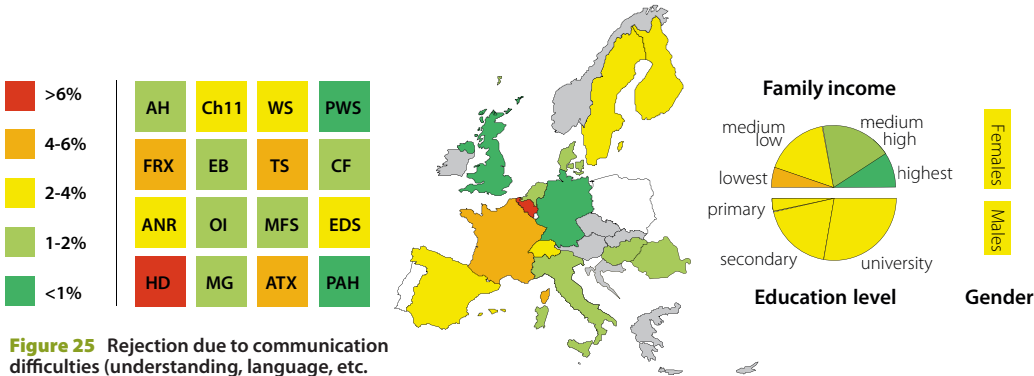 >6%
4-6%
2-4%
1-2%
<1%
AH Ch11 WS PWS
FRX EB TS CF
ANR OI MFS EDS
HD MG ATX PAH
Figure 25 Rejection due to communication
difficulties (understanding, language, etc.
Family income
medium
low
medium
high
lowest
highest
primary
secondary
university
Education level
Females
Males
Gender